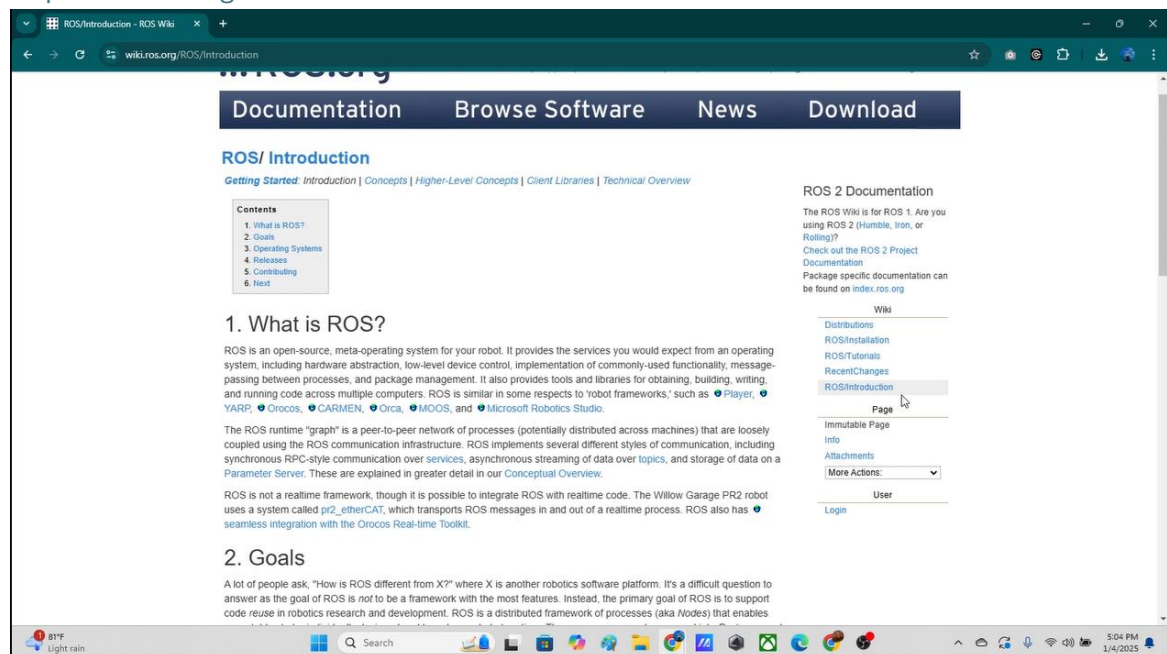 ROS/Introduction - ROS Wiki
wiki.ros.org/ROS/Introduction
Documentation Browse Software News Download
ROS/ Introduction
Getting Started: Introduction | Concepts | Higher-Level Concepts | Client Libraries | Technical Overview
Contents
1. What is ROS?
2. Goals
3. Operating Systems
4. Releases
5. Contributing
6. Next
1. What is ROS?
ROS is an open-source, meta-operating system for your robot. It provides the services you would expect from an operating
system, including hardware abstraction, low-level device control, implementation of commonly-used functionality, message-
passing between processes, and package management. It also provides tools and libraries for obtaining, building, writing,
and running code across multiple computers. ROS is similar in some respects to 'robot frameworks,' such as Player,
YARP, Orocos, CARMEN, Orca, MOOS, and Microsoft Robotics Studio.
The ROS runtime "graph" is a peer-to-peer network of processes (potentially distributed across machines) that are loosely
coupled using the ROS communication infrastructure. ROS implements several different styles of communication, including
synchronous RPC-style communication over services, asynchronous streaming of data over topics, and storage of data on a
Parameter Server. These are explained in greater detail in our Conceptual Overview.
ROS is not a realtime framework, though it is possible to integrate ROS with realtime code. The Willow Garage PR2 robot
uses a system called pr2_etherCAT, which transports ROS messages in and out of a realtime process. ROS also has
seamless integration with the Orocos Real-time Toolkit.
2. Goals
A lot of people ask, "How is ROS different from X?" where X is another robotics software platform. It's a difficult question to
answer as the goal of ROS is not to be a framework with the most features. Instead, the primary goal of ROS is to support
code reuse in robotics research and development. ROS is a distributed framework of processes (aka Nodes) that enables
ROS 2 Documentation
The ROS Wiki is for ROS 1. Are you
using ROS 2 (Humble, Iron, or
Rolling)?
Check out the ROS 2 Project
Documentation
Package specific documentation can
be found on index.ros.org
Wiki
Distributions
ROS/Installation
ROS/Tutorials
RecentChanges
ROS/Introduction
Page
Immutable Page
Info
Attachments
More Actions:
User
Login
1
81°F
Light rain
Search
5:04 PM
1/4/2025